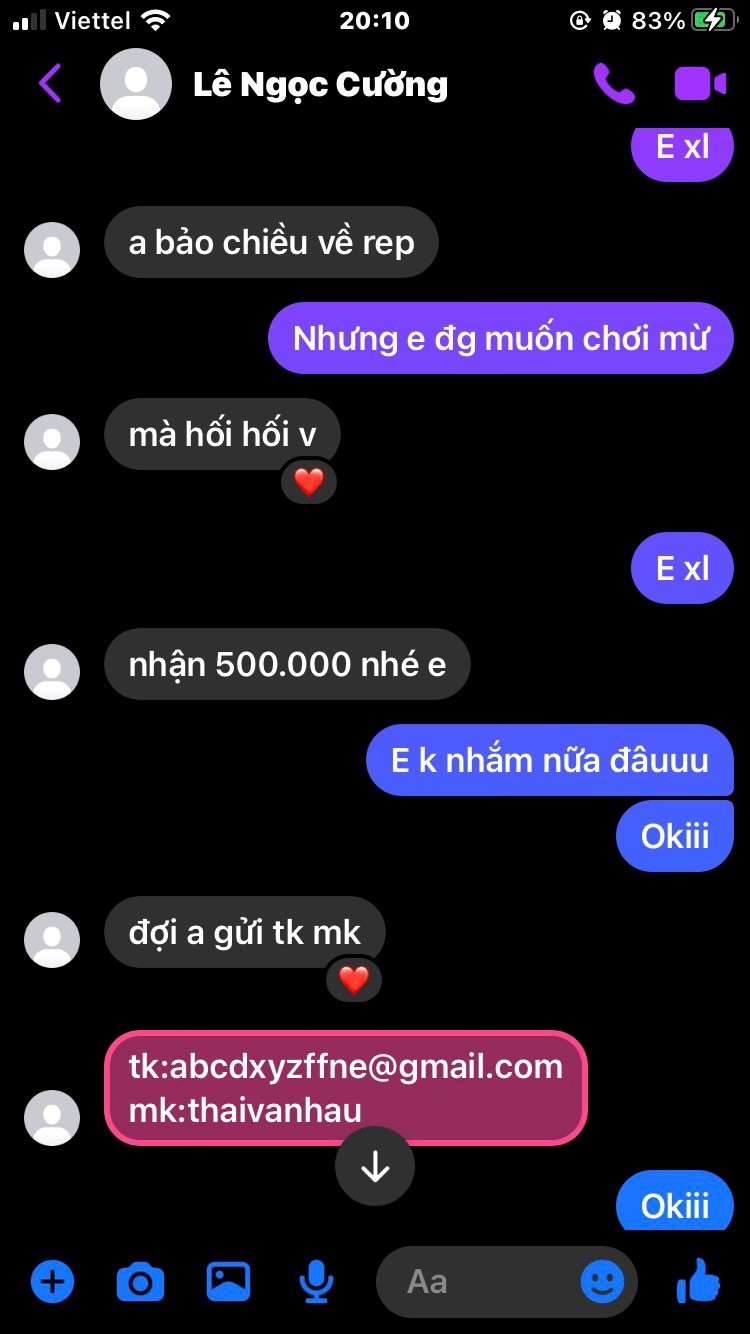 Viettel 20:10 83%
Lê Ngọc Cường
E xl
a bảo chiều về rep
Nhưng e đg muốn chơi mừ
mà hối hối v
E xl
nhận 500.000 nhé e
E k nhắm nữa đâuuu
Okiii
đợi a gửi tk mk
tk:abcdxyzffne@gmail.com
mk:thaivanhau
Okiii
Aa